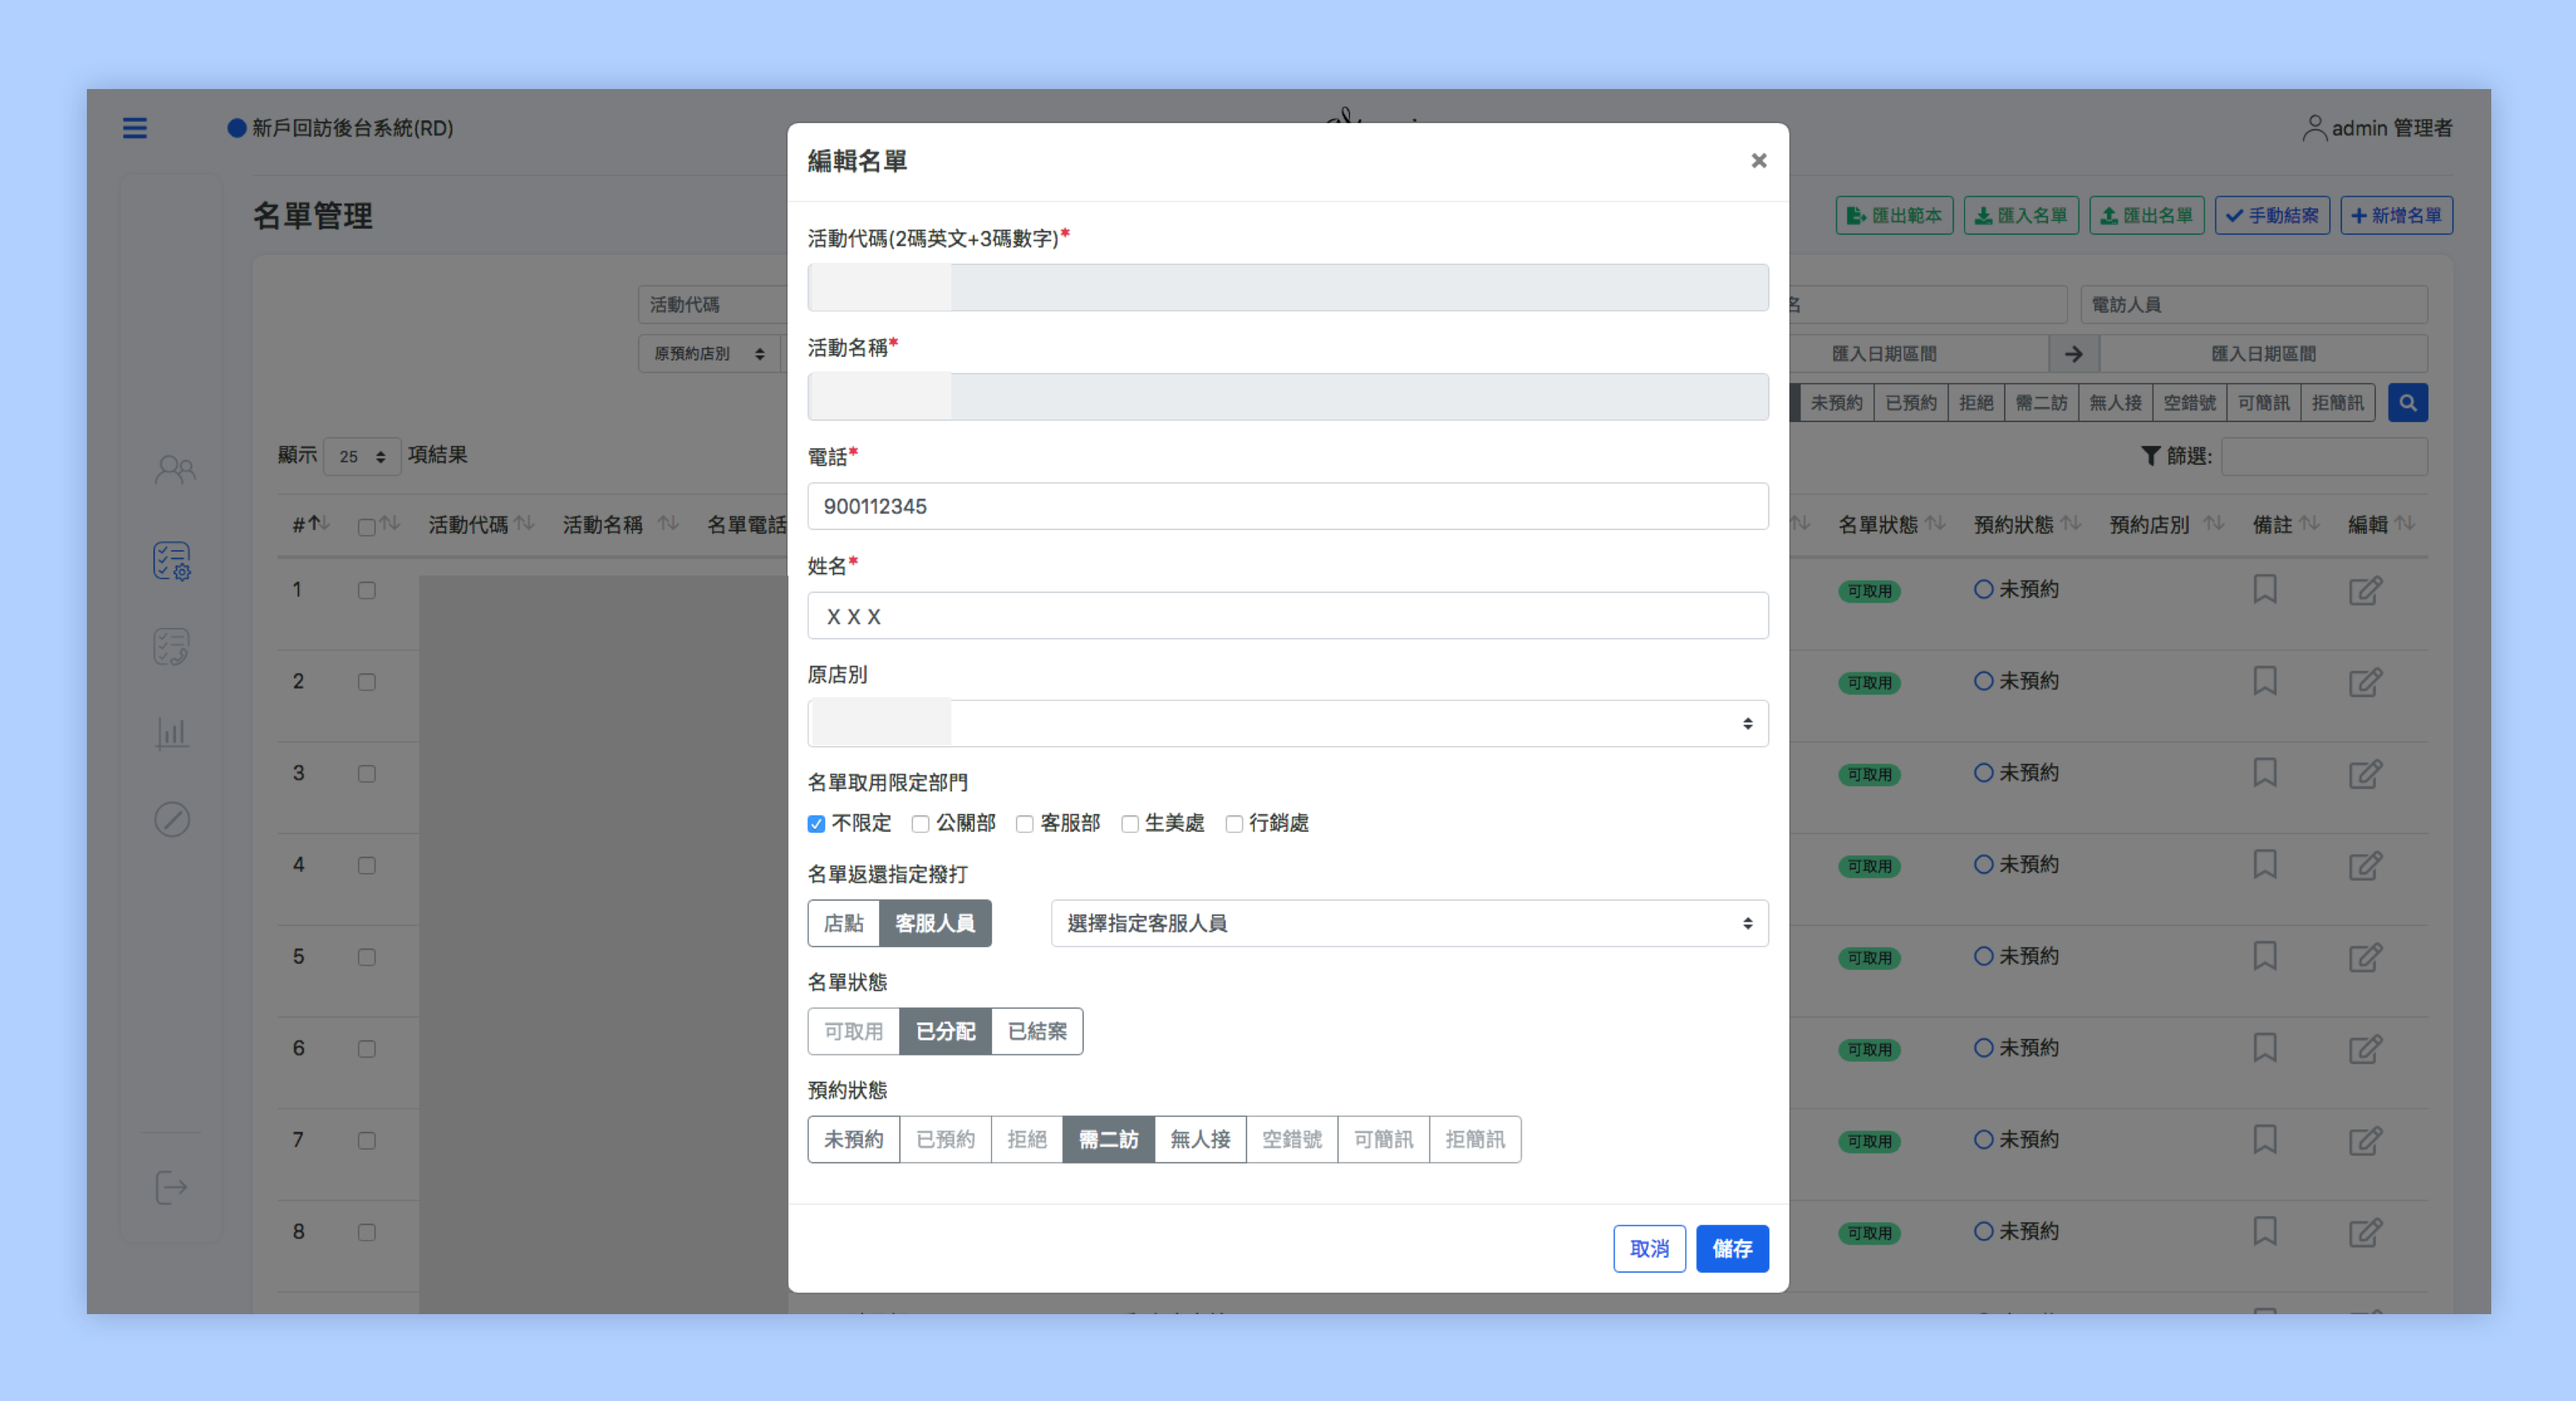 新戶回訪後台系統(RD)
admin 管理者
名單管理
匯出範本 匯入名單 匯出名單 手動結案 新增名單
活動代碼 名 電訪人員
原預約店別 匯入日期區間 匯入日期區間
未預約 已預約 拒絕 需二訪 無人接 空錯號 可簡訊 拒簡訊
顯示 25 項結果 篩選:
# 活動代碼 活動名稱 名單電話 名單狀態 預約狀態 預約店別 備註 編輯
1 可取用 未預約
2 可取用 未預約
3 可取用 未預約
4 可取用 未預約
5 可取用 未預約
6 可取用 未預約
7 可取用 未預約
8 可取用 未預約
編輯名單 ×
活動代碼(2碼英文+3碼數字)*
活動名稱*
電話*
900112345
姓名*
X X X
原店別
名單取用限定部門
不限定 公關部 客服部 生美處 行銷處
名單返還指定撥打
店點 客服人員 選擇指定客服人員
名單狀態
可取用 已分配 已結案
預約狀態
未預約 已預約 拒絕 需二訪 無人接 空錯號 可簡訊 拒簡訊
取消 儲存